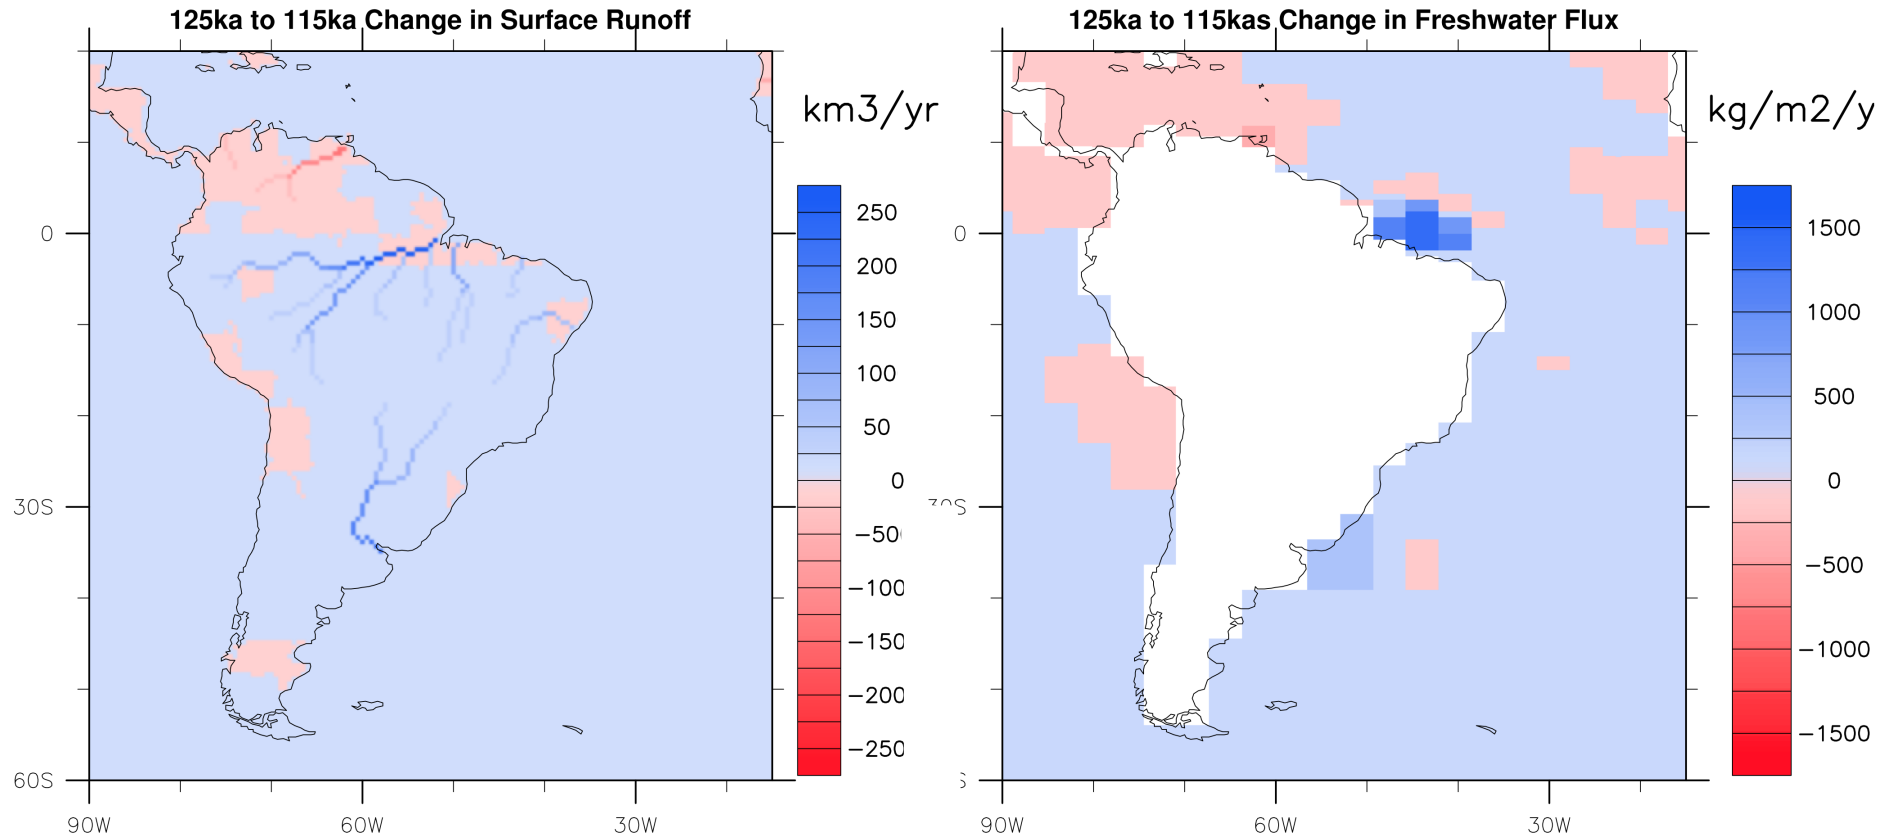 125ka to 115ka Change in Surface Runoff
km3/yr
250
200
150
100
50
0
−50
−100
−150
−200
−250
0
30S
60S
90W
60W
30W
125ka to 115kas Change in Freshwater Flux
kg/m2/y
1500
1000
500
0
−500
−1000
−1500
0
30S
S
90W
60W
30W